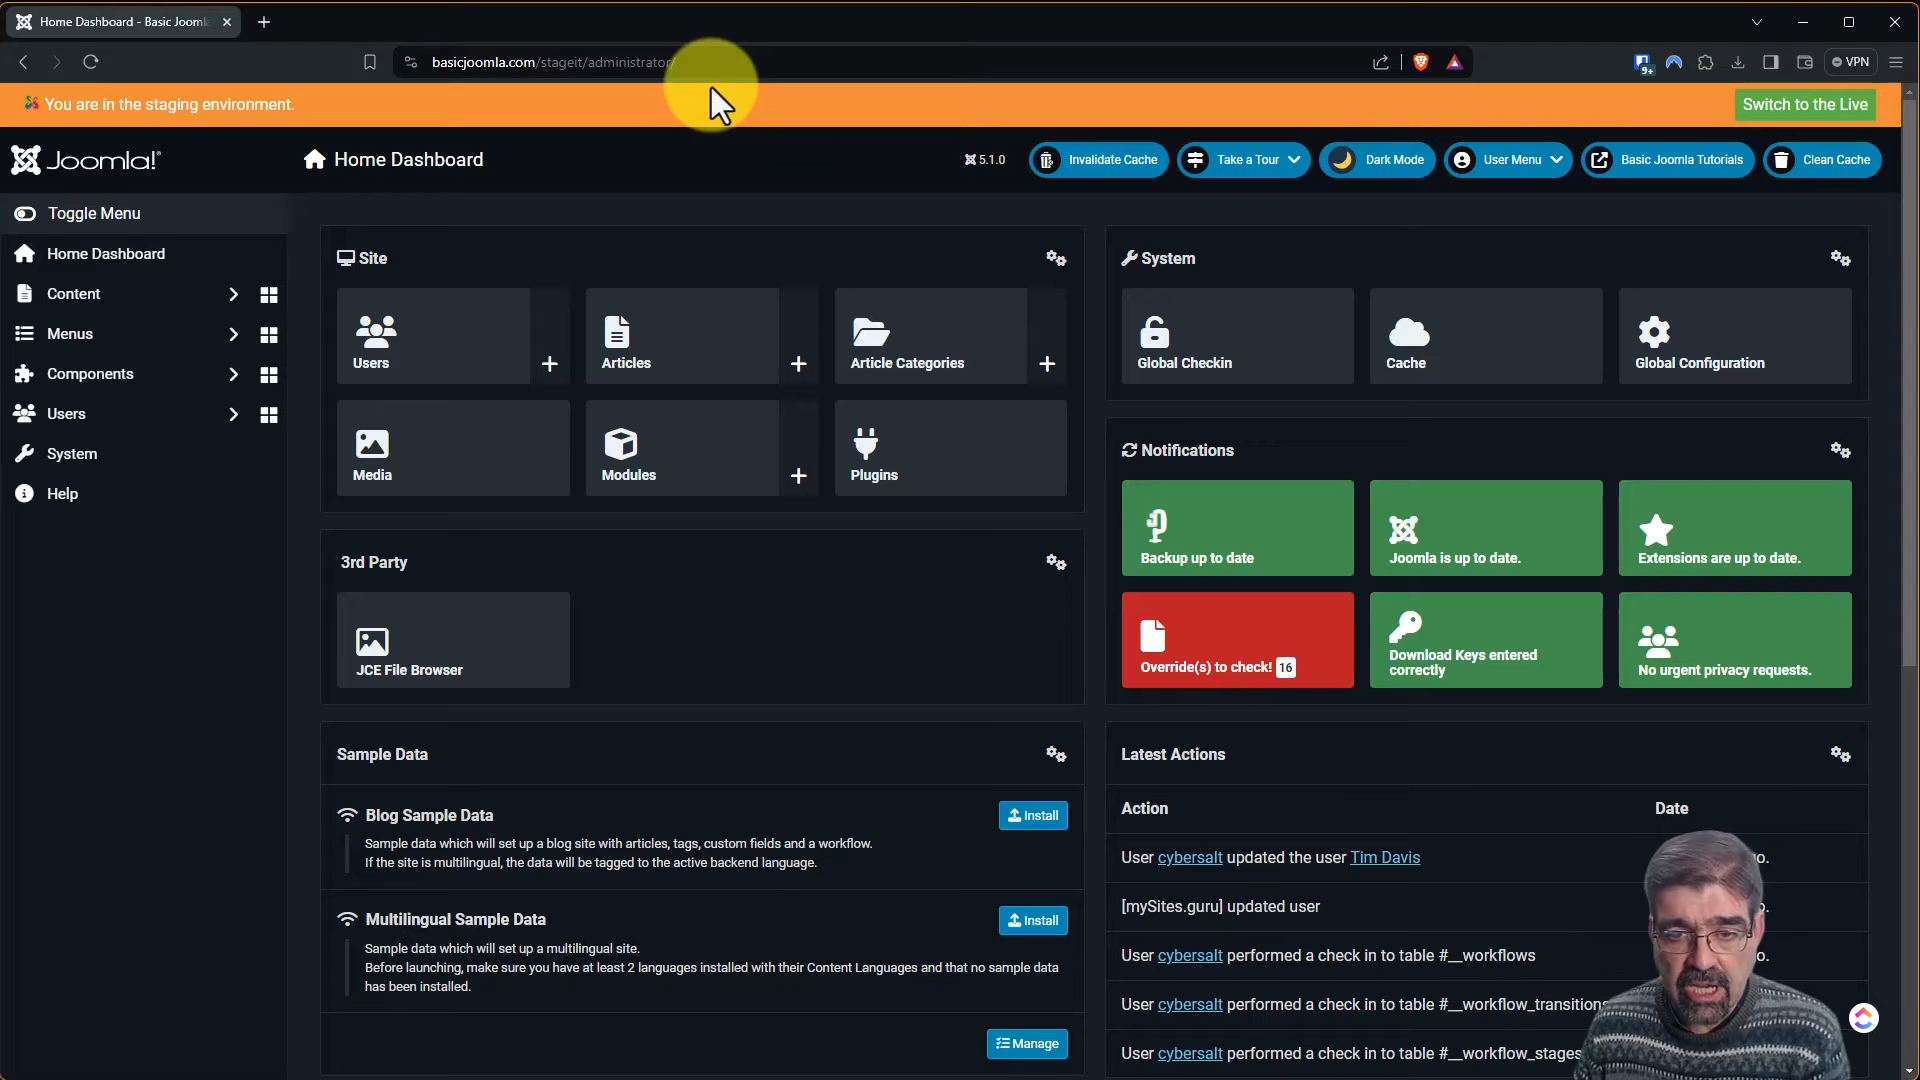 Home Dashboard - Basic Jooml
basicjoomla.com/stageit/administrator/
9+
VPN
You are in the staging environment.
Switch to the Live
Joomla!
Home Dashboard
5.1.0
Invalidate Cache
Take a Tour
Dark Mode
User Menu
Basic Joomla Tutorials
Clean Cache
Toggle Menu
Home Dashboard
Content
Menus
Components
Users
System
Help
Site
Users
Articles
Article Categories
Media
Modules
Plugins
System
Global Checkin
Cache
Global Configuration
Notifications
Backup up to date
Joomla is up to date.
Extensions are up to date.
Override(s) to check! 16
Download Keys entered
correctly
No urgent privacy requests.
3rd Party
JCE File Browser
Sample Data
Blog Sample Data
Install
Sample data which will set up a blog site with articles, tags, custom fields and a workflow.
If the site is multilingual, the data will be tagged to the active backend language.
Multilingual Sample Data
Install
Sample data which will set up a multilingual site.
Before launching, make sure you have at least 2 languages installed with their Content Languages and that no sample data
has been installed.
Manage
Latest Actions
Action
Date
User cybersalt updated the user Tim Davis
o.
[mySites.guru] updated user
o.
User cybersalt performed a check in to table #__workflows
o.
User cybersalt performed a check in to table #__workflow_transitions
User cybersalt performed a check in to table #__workflow_stages